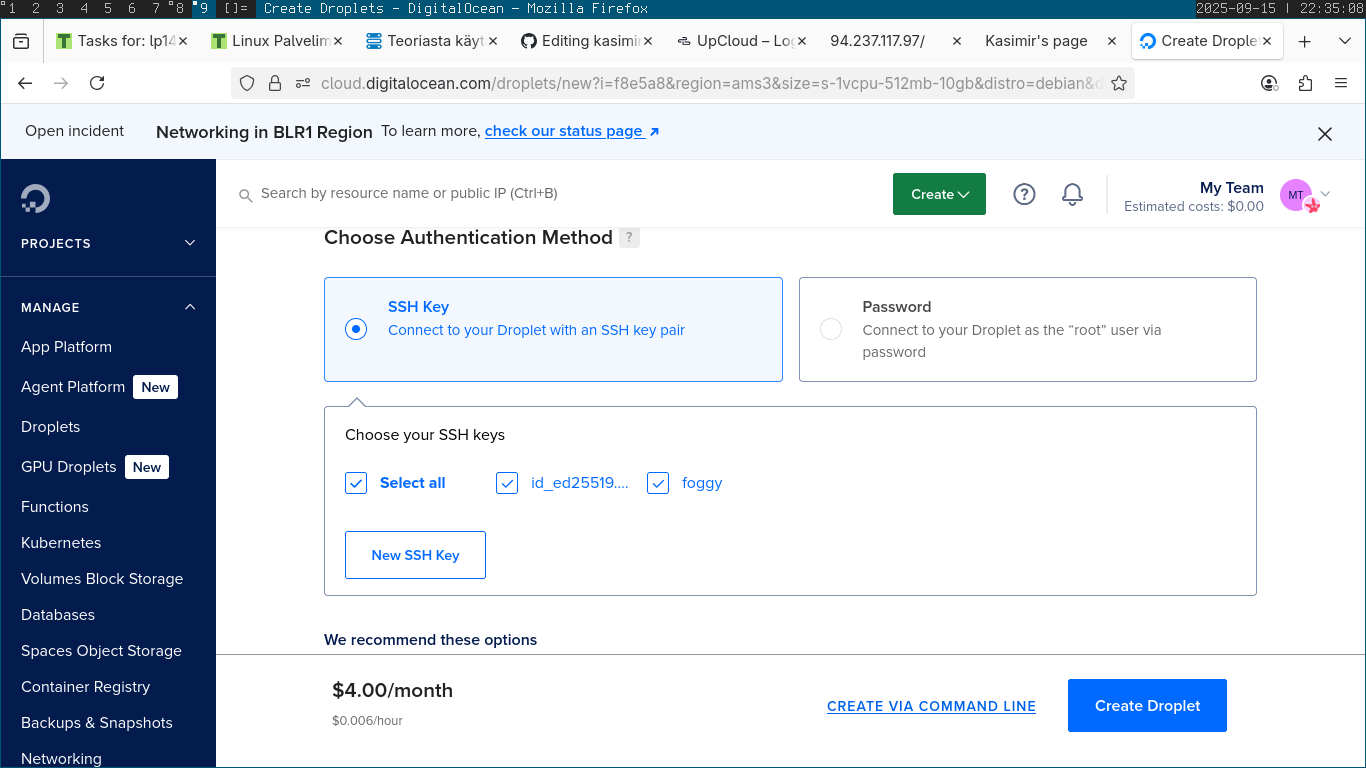 1 2 3 4 5 6 7 8 9 []= Create Droplets - DigitalOcean - Mozilla Firefox 2025-09-15 | 22:35:08
Tasks for: lp14 Linux Palvelim Teoriasta käyt Editing kasimir UpCloud – Log 94.237.117.97/ Kasimir's page Create Drople
cloud.digitalocean.com/droplets/new?i=f8e5a8&region=ams3&size=s-1vcpu-512mb-10gb&distro=debian&d
Open incident Networking in BLR1 Region To learn more, check our status page
Search by resource name or public IP (Ctrl+B)
Create
?
My Team
Estimated costs: $0.00
MT
PROJECTS
MANAGE
App Platform
Agent Platform New
Droplets
GPU Droplets New
Functions
Kubernetes
Volumes Block Storage
Databases
Spaces Object Storage
Container Registry
Backups & Snapshots
Networking
Choose Authentication Method ?
SSH Key
Connect to your Droplet with an SSH key pair
Password
Connect to your Droplet as the “root” user via
password
Choose your SSH keys
Select all id_ed25519.... foggy
New SSH Key
We recommend these options
$4.00/month
$0.006/hour
CREATE VIA COMMAND LINE
Create Droplet